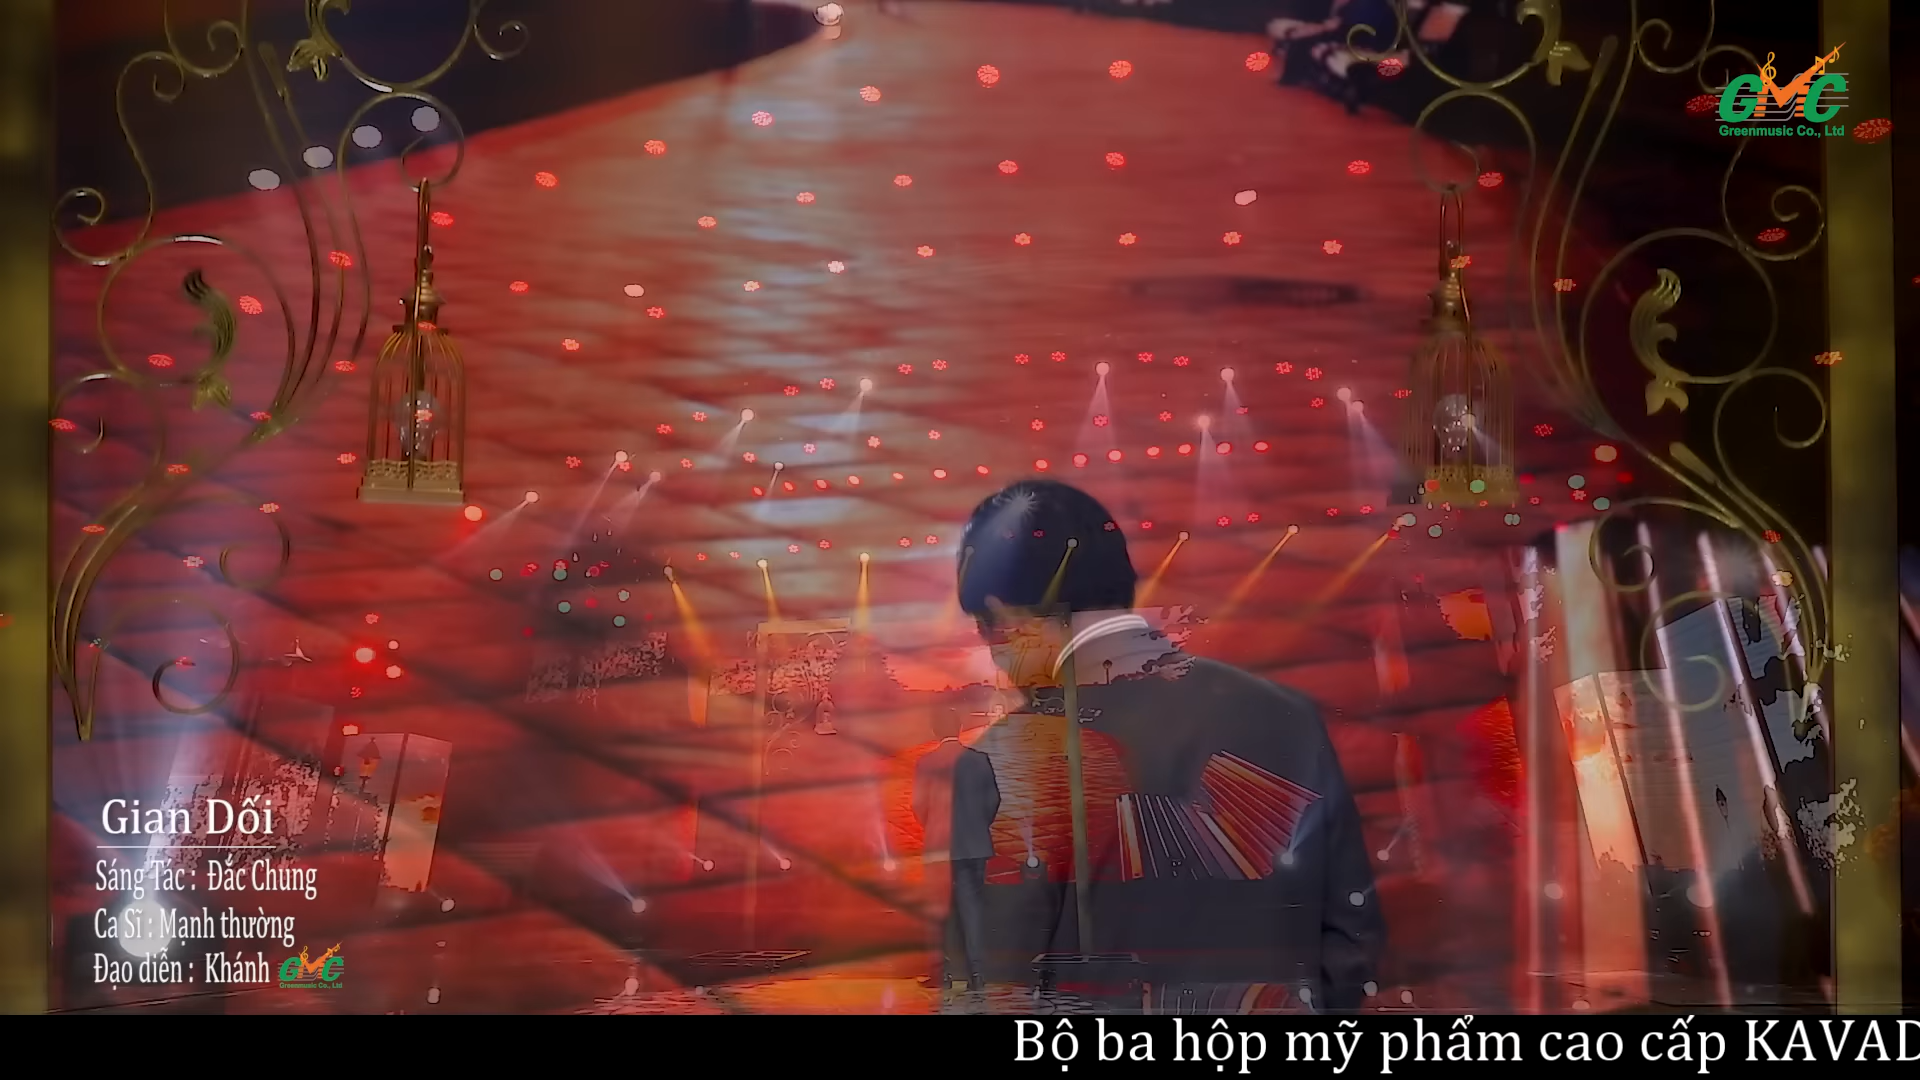 GMC
Greenmusic Co., Ltd
Gian Dối
Sáng Tác : Đắc Chung
Ca Sĩ : Mạnh thường
Đạo diễn : Khánh GMC
Greenmusic Co., Ltd
Bộ ba hộp mỹ phẩm cao cấp KAVAD